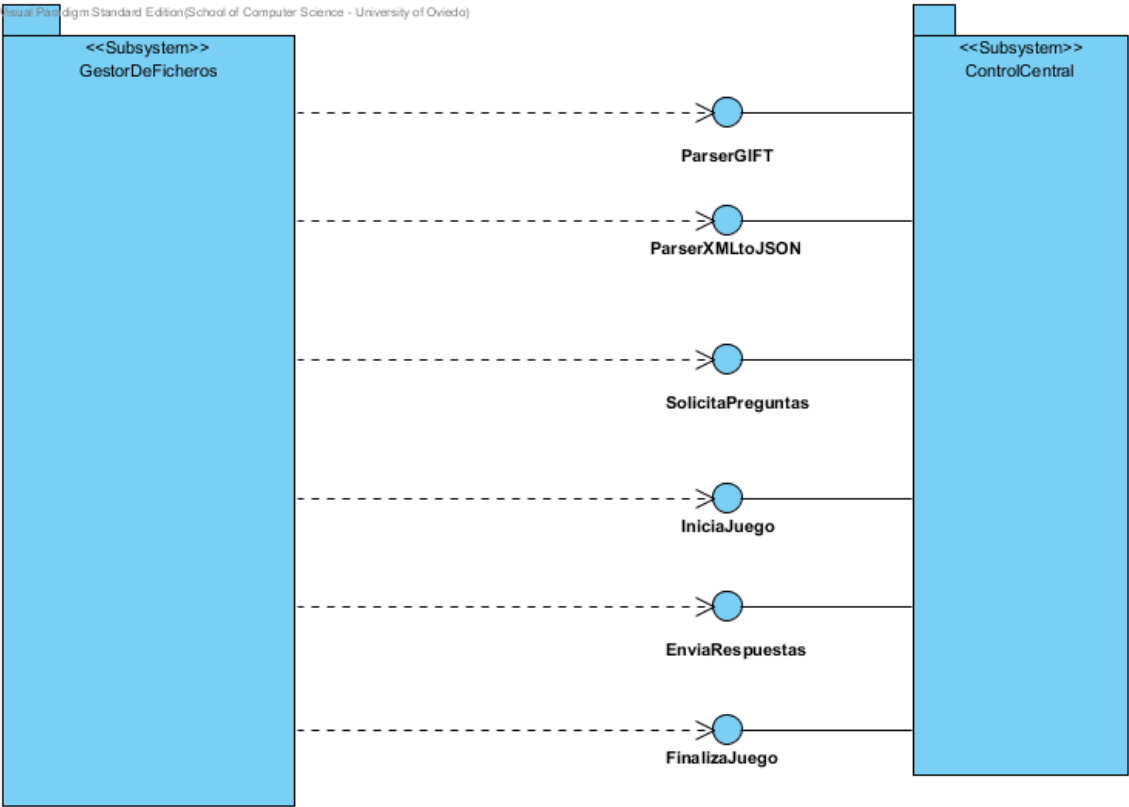 Visual Paradigm Standard Edition(School of Computer Science - University of Oviedo)
<<Subsystem>>
GestorDeFicheros
<<Subsystem>>
ControlCentral
ParserGIFT
ParserXMLtoJSON
SolicitaPreguntas
IniciaJuego
EnviaRespuestas
FinalizaJuego